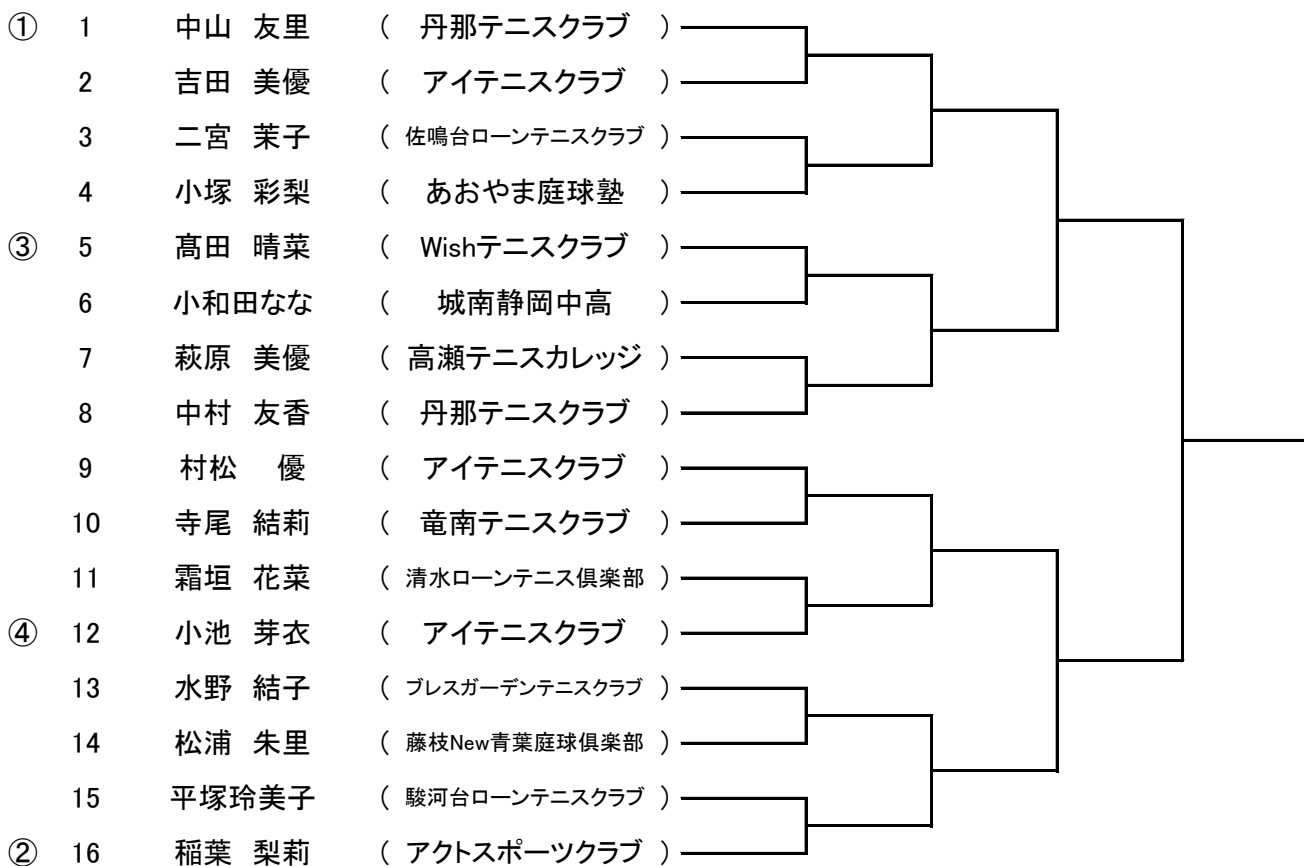 ① 1 中山 友里 ( 丹那テニスクラブ )
2 吉田 美優 ( アイテニスクラブ )
3 二宮 茉子 ( 佐鳴台ローンテニスクラブ )
4 小塚 彩梨 ( あおやま庭球塾 )
③ 5 髙田 晴菜 ( Wishテニスクラブ )
6 小和田なな ( 城南静岡中高 )
7 萩原 美優 ( 高瀬テニスカレッジ )
8 中村 友香 ( 丹那テニスクラブ )
9 村松 優 ( アイテニスクラブ )
10 寺尾 結莉 ( 竜南テニスクラブ )
11 霜垣 花菜 ( 清水ローンテニス倶楽部 )
④ 12 小池 芽衣 ( アイテニスクラブ )
13 水野 結子 ( ブレスガーデンテニスクラブ )
14 松浦 朱里 ( 藤枝New青葉庭球倶楽部 )
15 平塚玲美子 ( 駿河台ローンテニスクラブ )
② 16 稲葉 梨莉 ( アクトスポーツクラブ )